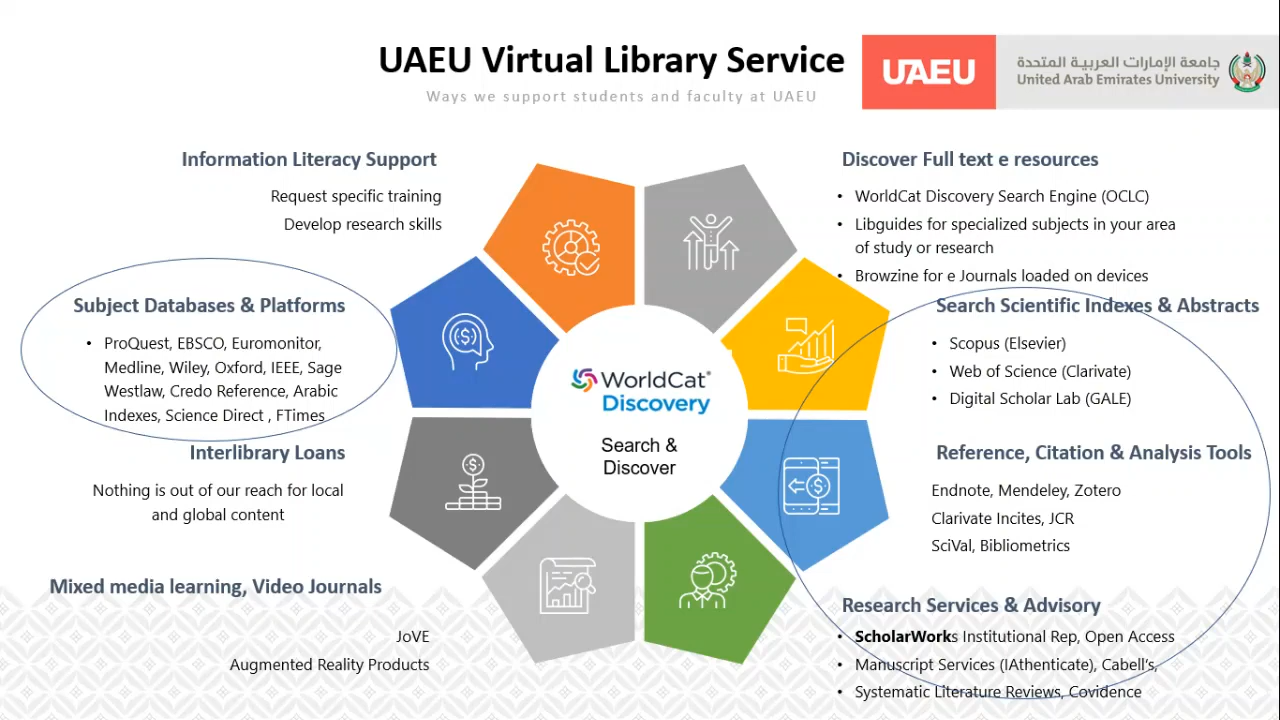 UAEU Virtual Library Service
Ways we support students and faculty at UAEU
UAEU
جامعة الإمارات العربية المتحدة
United Arab Emirates University
Information Literacy Support
Request specific training
Develop research skills
Subject Databases & Platforms
• ProQuest, EBSCO, Euromonitor,
Medline, Wiley, Oxford, IEEE, Sage
Westlaw, Credo Reference, Arabic
Indexes, Science Direct , FTimes
Interlibrary Loans
Nothing is out of our reach for local
and global content
Mixed media learning, Video Journals
JoVE
Augmented Reality Products
WorldCat®
Discovery
Search &
Discover
Discover Full text e resources
• WorldCat Discovery Search Engine (OCLC)
• Libguides for specialized subjects in your area
of study or research
• Browzine for e Journals loaded on devices
Search Scientific Indexes & Abstracts
• Scopus (Elsevier)
• Web of Science (Clarivate)
• Digital Scholar Lab (GALE)
Reference, Citation & Analysis Tools
Endnote, Mendeley, Zotero
Clarivate Incites, JCR
SciVal, Bibliometrics
Research Services & Advisory
• ScholarWorks Institutional Rep, Open Access
• Manuscript Services (IAthenticate), Cabell's,
• Systematic Literature Reviews, Covidence